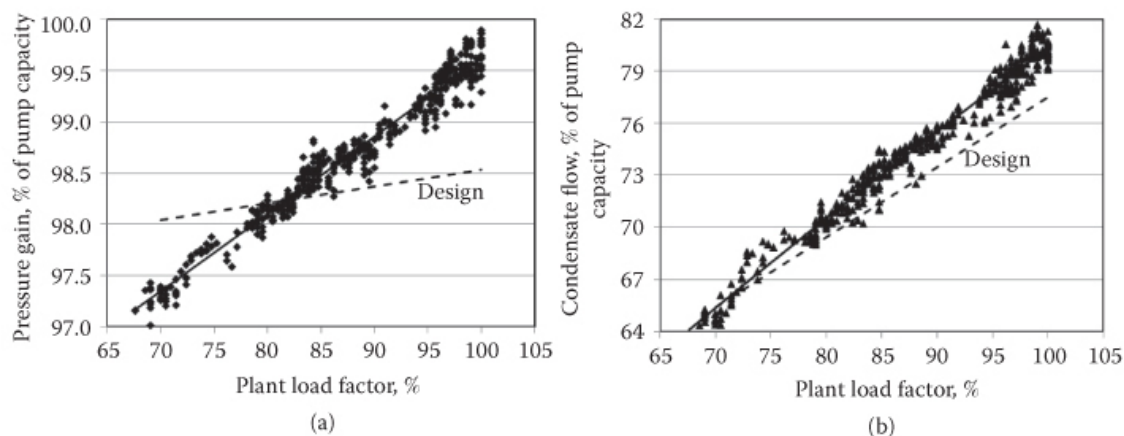 Pressure gain, % of pump capacity
100.0
99.5
99.0
98.5
98.0
97.5
97.0
Design
65 70 75 80 85 90 95 100 105
Plant load factor, %
(a)
Condensate flow, % of pump
capacity
82
79
76
73
70
67
64
Design
65 70 75 80 85 90 95 100 105
Plant load factor, %
(b)